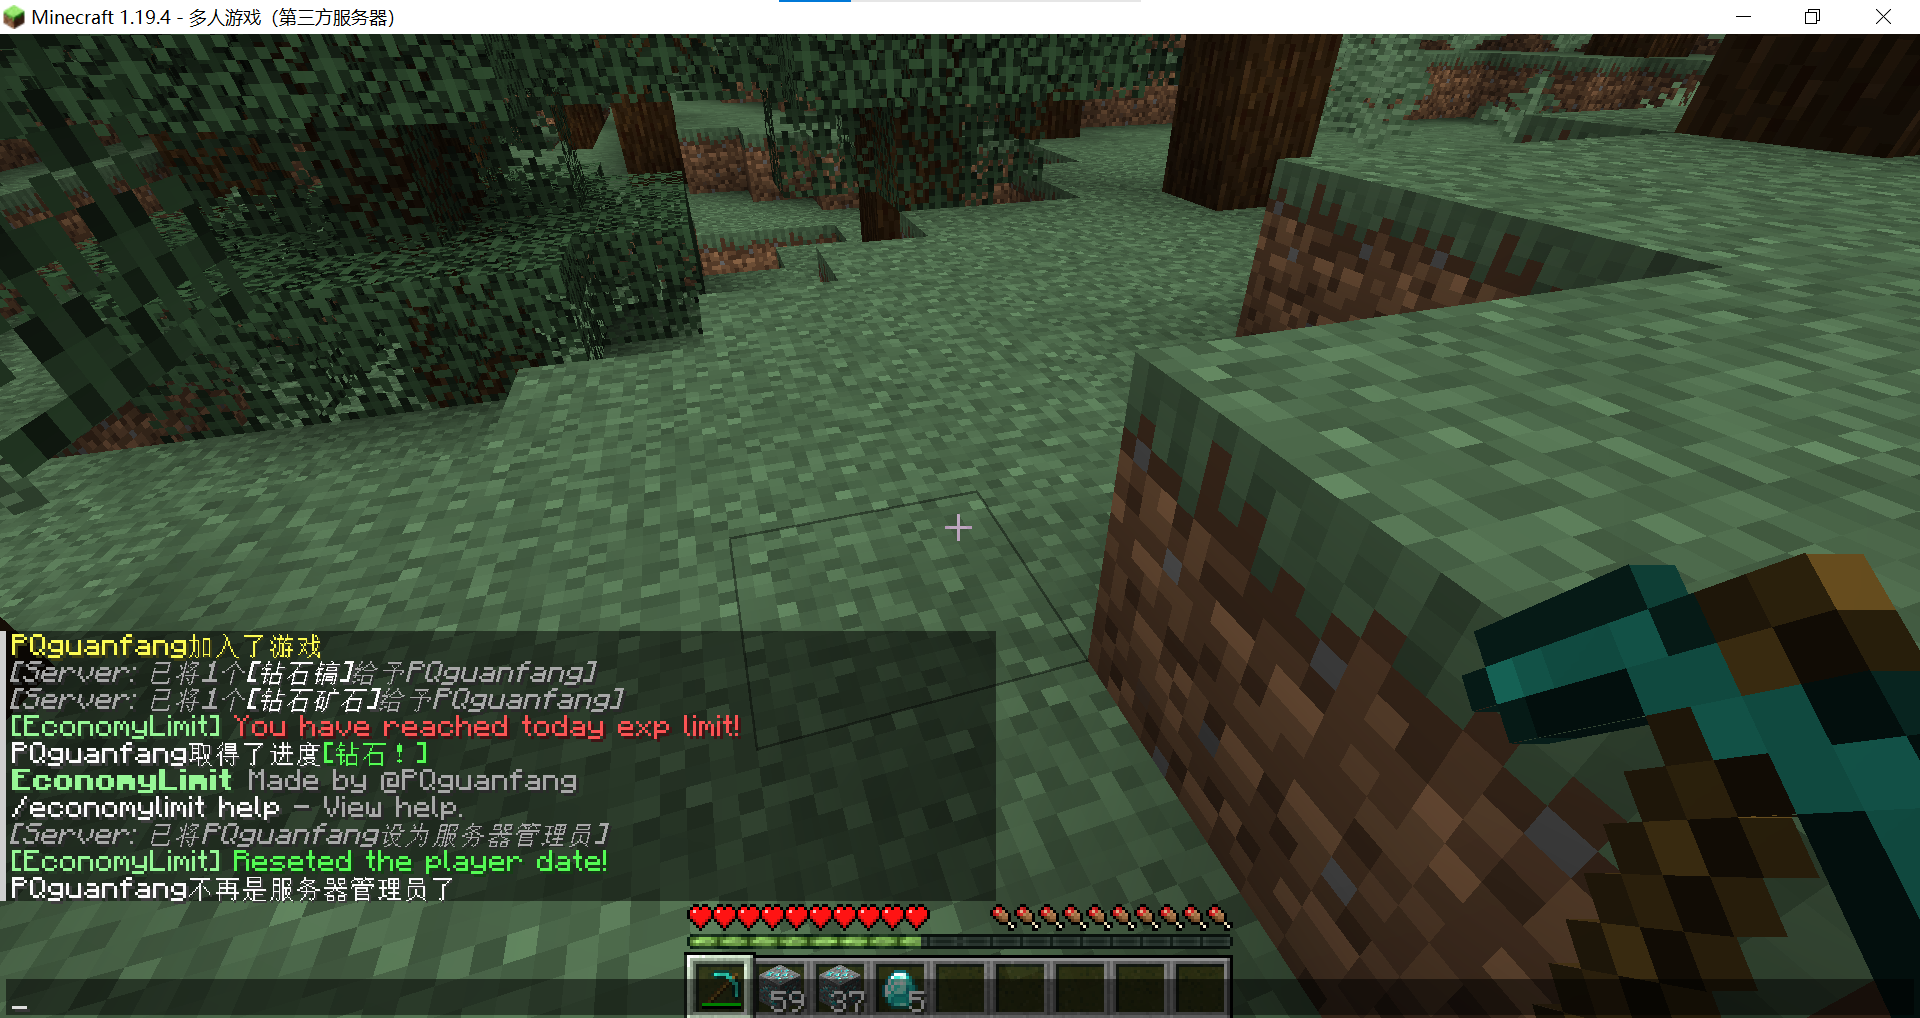 Minecraft 1.19.4 - 多人游戏（第三方服务器）
PQguanfang加入了游戏
[Server: 已将1个[钻石镐]给予PQguanfang]
[Server: 已将1个[钻石矿石]给予PQguanfang]
[EconomyLimit] You have reached today exp limit!
PQguanfang取得了进度[钻石！]
EconomyLimit Made by @PQguanfang
/economylimit help - View help.
[Server: 已将PQguanfang设为服务器管理员]
[EconomyLimit] Reseted the player date!
PQguanfang不再是服务器管理员了
59 37 5
_